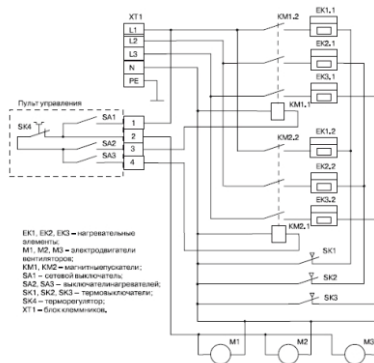 XT1
L1
L2
L3
N
PE
Пульт управления
SK4
SA1
SA2
SA3
1
2
3
4
KM1.2
EK1.1
EK2.1
EK3.1
KM1.1
KM2.2
EK1.2
EK2.2
EK3.2
KM2.1
SK1
SK2
SK3
M1
M2
M3
EK1, EK2, EK3 – нагревательные
элементы;
M1, M2, M3 – электродвигатели
вентиляторов;
KM1, KM2 – магнитные пускатели;
SA1 – сетевой выключатель;
SA2, SA3 – выключатели нагревателей;
SK1, SK2, SK3 – термовыключатели;
SK4 – терморегулятор;
XT1 – блок клеммников,